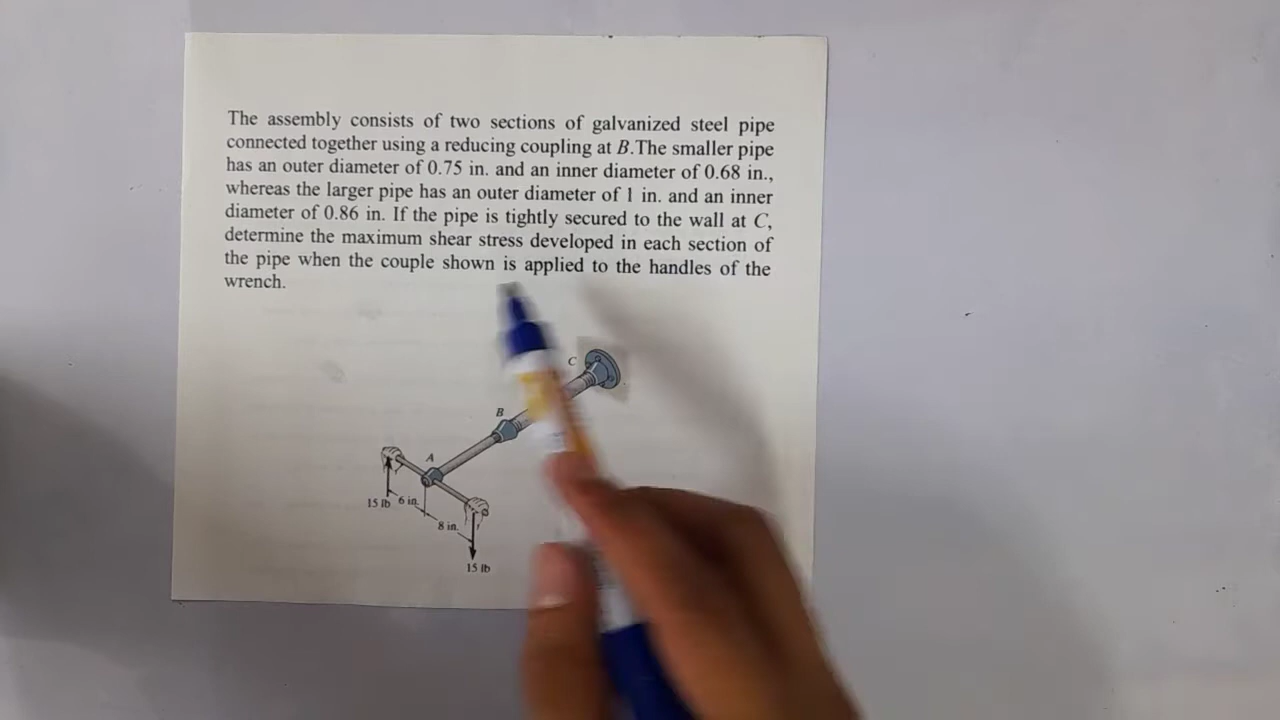 The assembly consists of two sections of galvanized steel pipe
connected together using a reducing coupling at B.The smaller pipe
has an outer diameter of 0.75 in. and an inner diameter of 0.68 in.,
whereas the larger pipe has an outer diameter of 1 in. and an inner
diameter of 0.86 in. If the pipe is tightly secured to the wall at C,
determine the maximum shear stress developed in each section of
the pipe when the couple shown is applied to the handles of the
wrench.
C
B
A
15 lb 6 in.
8 in.
15 lb